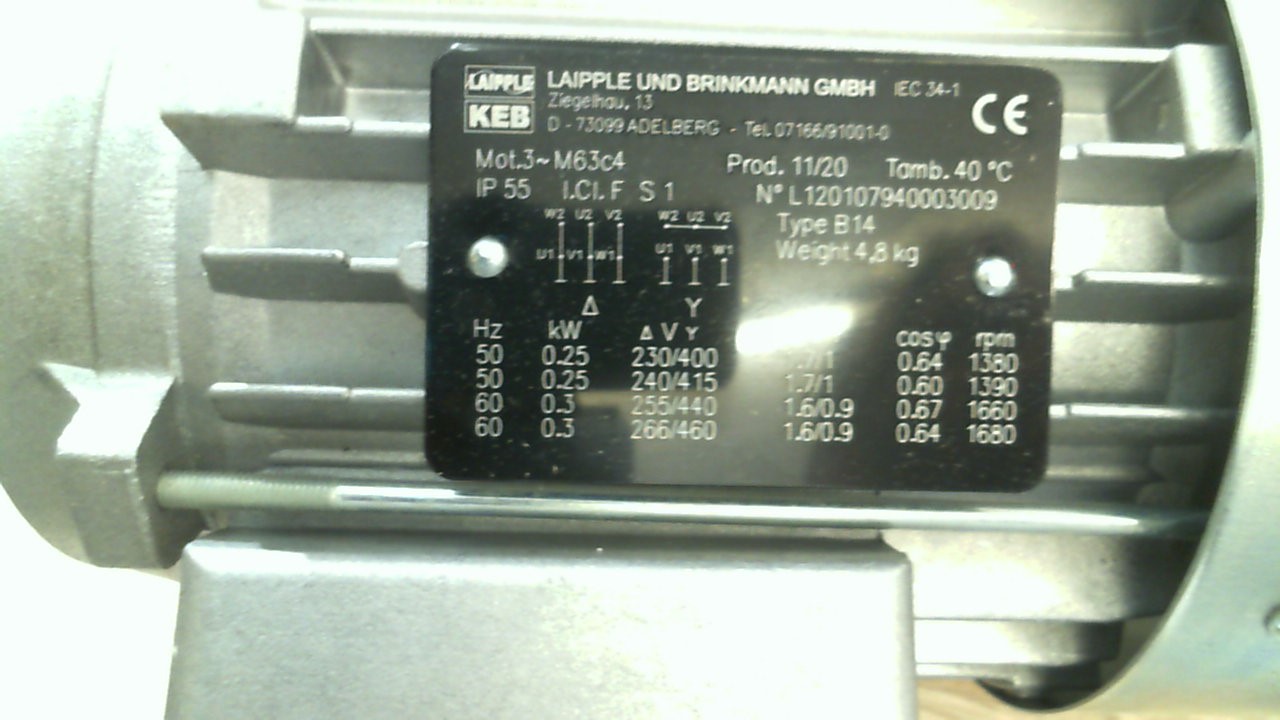 LAIPPLE LAIPPLE UND BRINKMANN GMBH IEC 34-1
KEB Ziegelhau, 13 CE
D - 73099 ADELBERG - Tel. 07166/91001-0
Mot.3~ M63c4 Prod. 11/20 Tamb. 40 °C
IP 55 I.Cl. F S 1 N° L120107940003009
W2 U2 V2 W2 U2 V2 Type B14
U1 V1 W1 U1 V1 W1 Weight 4,8 kg
Δ Y
Hz kW Δ V Y cosφ rpm
50 0.25 230/400 0.64 1380
50 0.25 240/415 1.7/1 0.60 1390
60 0.3 255/440 1.6/0.9 0.67 1660
60 0.3 266/460 1.6/0.9 0.64 1680